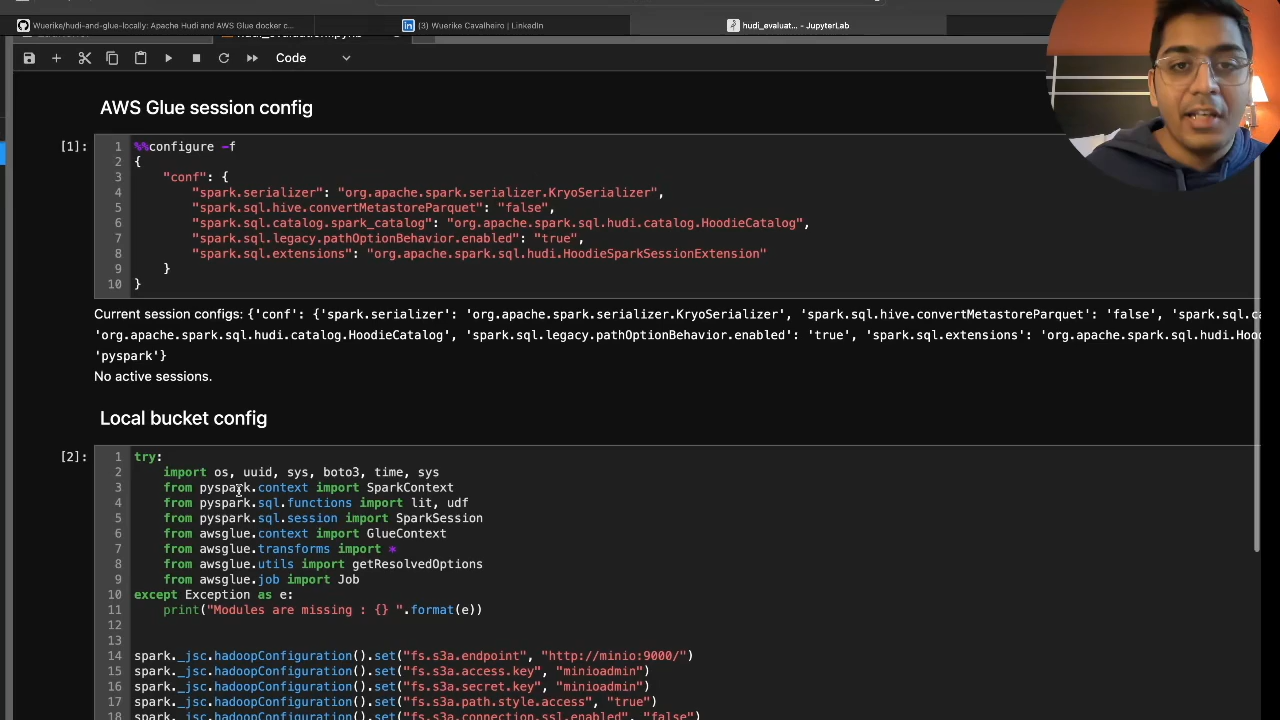 Wuerike/hudi-and-glue-locally: Apache Hudi and AWS Glue docker c...
(3) Wuerike Cavalheiro | LinkedIn
hudi_evaluat... - JupyterLab
Code
AWS Glue session config
[1]:
1 %%configure -f
2 {
3 "conf": {
4 "spark.serializer": "org.apache.spark.serializer.KryoSerializer",
5 "spark.sql.hive.convertMetastoreParquet": "false",
6 "spark.sql.catalog.spark_catalog": "org.apache.spark.sql.hudi.catalog.HoodieCatalog",
7 "spark.sql.legacy.pathOptionBehavior.enabled": "true",
8 "spark.sql.extensions": "org.apache.spark.sql.hudi.HoodieSparkSessionExtension"
9 }
10 }
Current session configs: {'conf': {'spark.serializer': 'org.apache.spark.serializer.KryoSerializer', 'spark.sql.hive.convertMetastoreParquet': 'false', 'spark.sql.ca
'org.apache.spark.sql.hudi.catalog.HoodieCatalog', 'spark.sql.legacy.pathOptionBehavior.enabled': 'true', 'spark.sql.extensions': 'org.apache.spark.sql.hudi.Hoo
'pyspark'}
No active sessions.
Local bucket config
[2]:
1 try:
2 import os, uuid, sys, boto3, time, sys
3 from pyspark.context import SparkContext
4 from pyspark.sql.functions import lit, udf
5 from pyspark.sql.session import SparkSession
6 from awsglue.context import GlueContext
7 from awsglue.transforms import *
8 from awsglue.utils import getResolvedOptions
9 from awsglue.job import Job
10 except Exception as e:
11 print("Modules are missing : {} ".format(e))
12
13
14 spark._jsc.hadoopConfiguration().set("fs.s3a.endpoint", "http://minio:9000/")
15 spark._jsc.hadoopConfiguration().set("fs.s3a.access.key", "minioadmin")
16 spark._jsc.hadoopConfiguration().set("fs.s3a.secret.key", "minioadmin")
17 spark._jsc.hadoopConfiguration().set("fs.s3a.path.style.access", "true")
18 spark._jsc.hadoopConfiguration().set("fs.s3a.connection.ssl.enabled", "false")